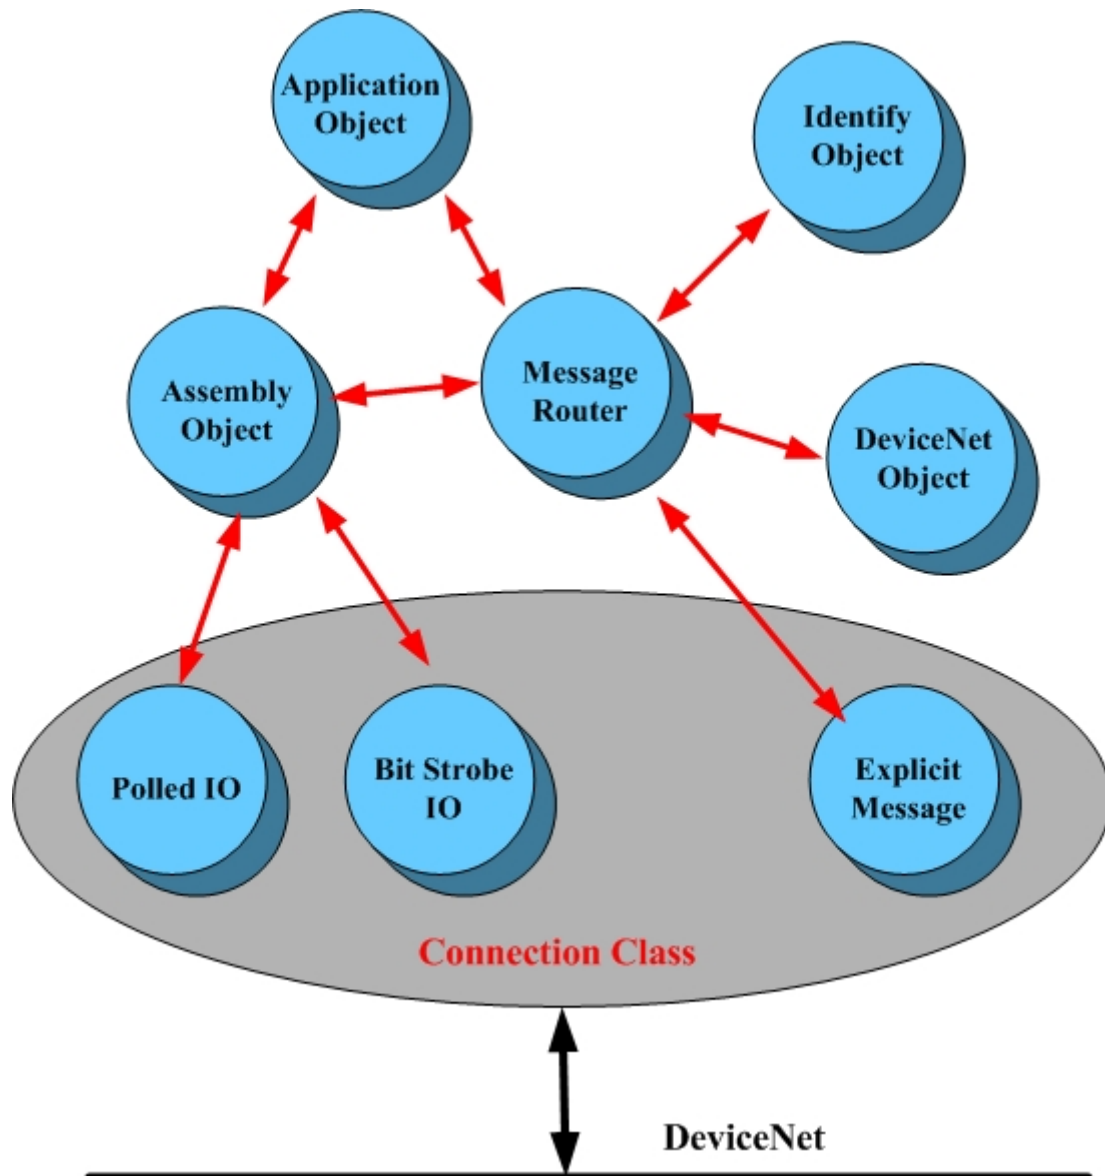 Application
Object
Identify
Object
Message
Router
Assembly
Object
DeviceNet
Object
Polled IO
Bit Strobe
IO
Explicit
Message
Connection Class
DeviceNet